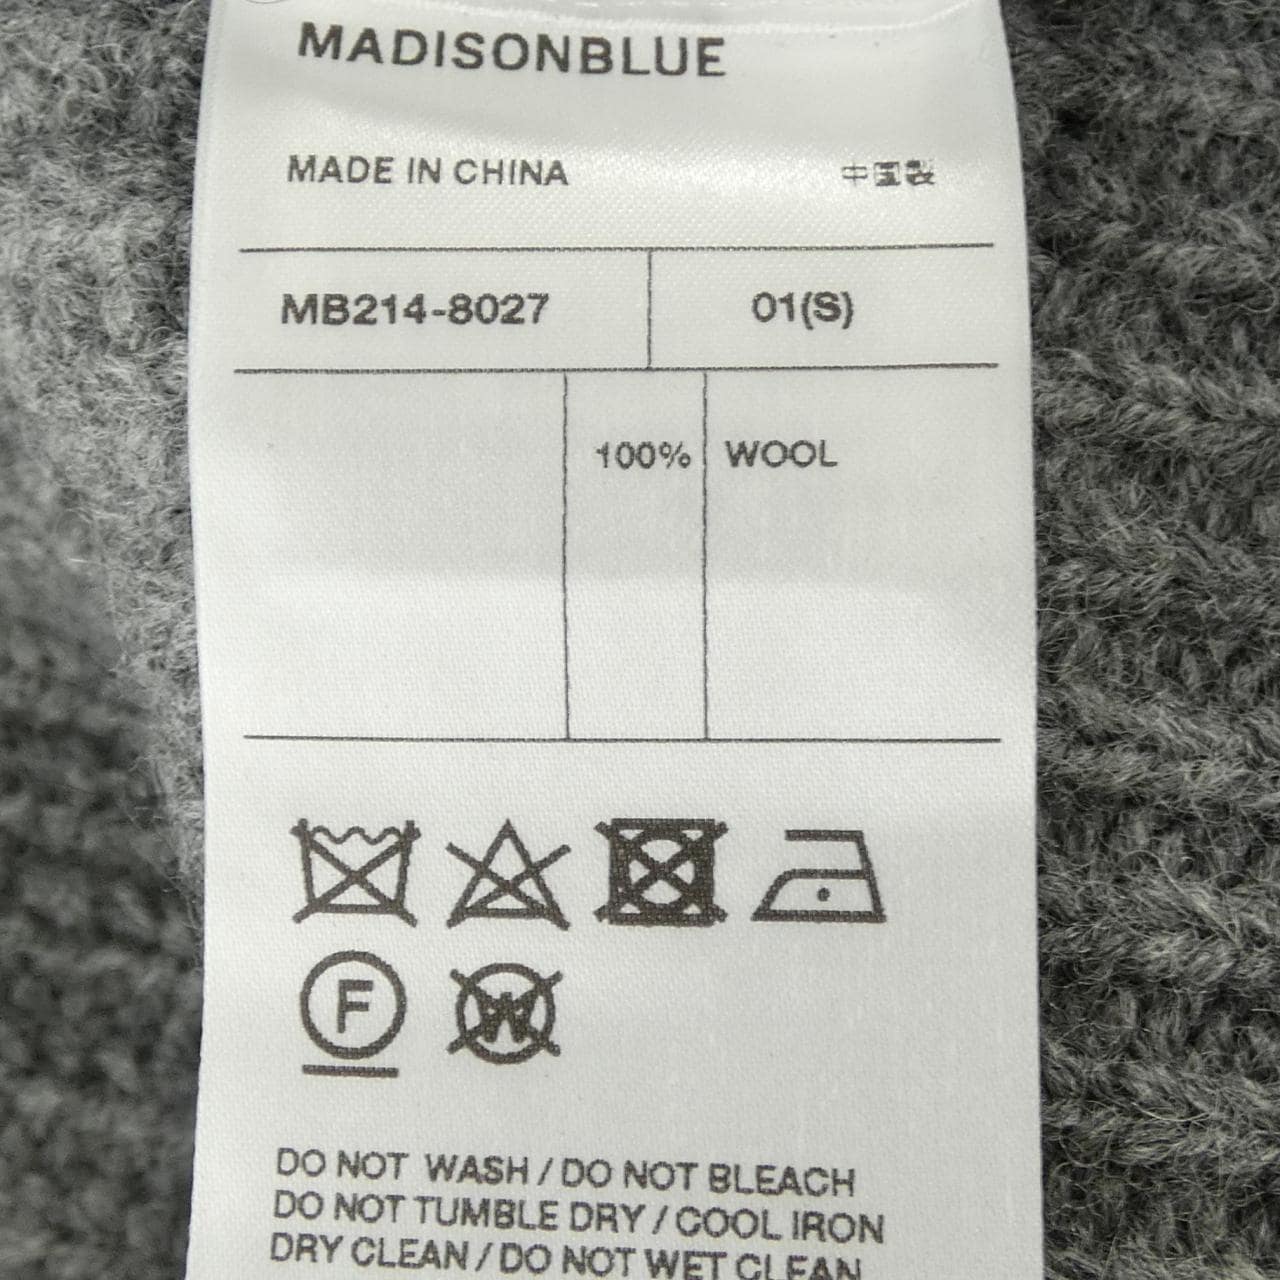 MADISONBLUE
MADE IN CHINA 中国製
MB214-8027 01(S)
100% WOOL
F
W
DO NOT WASH / DO NOT BLEACH
DO NOT TUMBLE DRY / COOL IRON
DRY CLEAN / DO NOT WET CLEAN